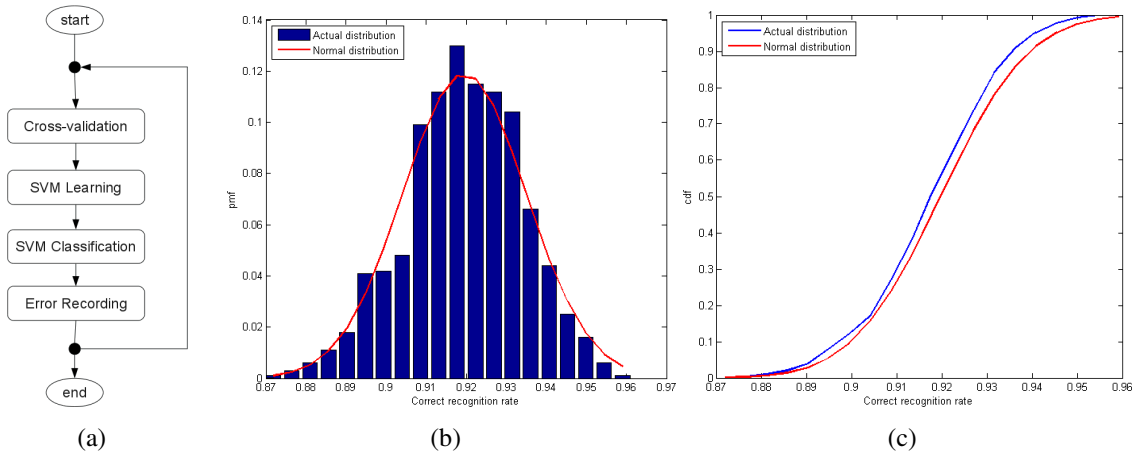 start
Cross-validation
SVM Learning
SVM Classification
Error Recording
end
(a)
0.14
0.12
0.1
0.08
0.06
0.04
0.02
0
pmf
Actual distribution
Normal distribution
0.87 0.88 0.89 0.9 0.91 0.92 0.93 0.94 0.95 0.96 0.97
Correct recognition rate
(b)
1
0.9
0.8
0.7
0.6
0.5
0.4
0.3
0.2
0.1
0
cdf
Actual distribution
Normal distribution
0.87 0.88 0.89 0.9 0.91 0.92 0.93 0.94 0.95 0.96
Correct recognition rate
(c)